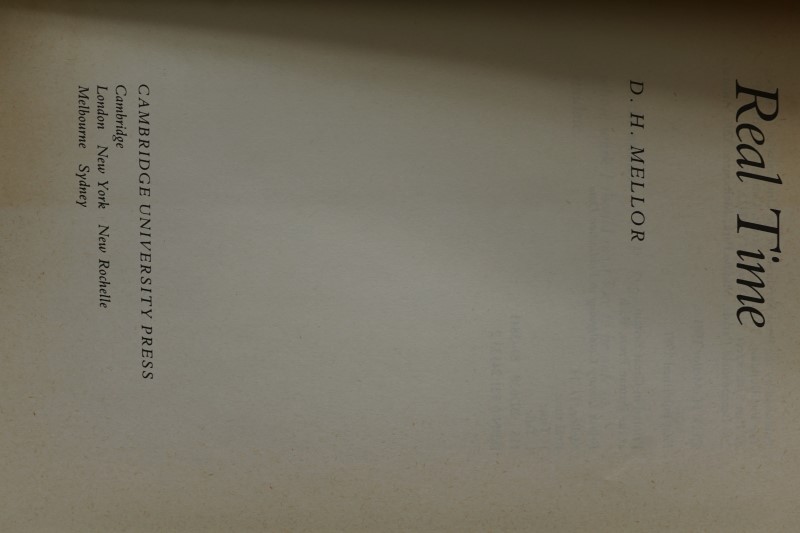 Real Time
D. H. MELLOR
CAMBRIDGE UNIVERSITY PRESS
Cambridge
London New York New Rochelle
Melbourne Sydney